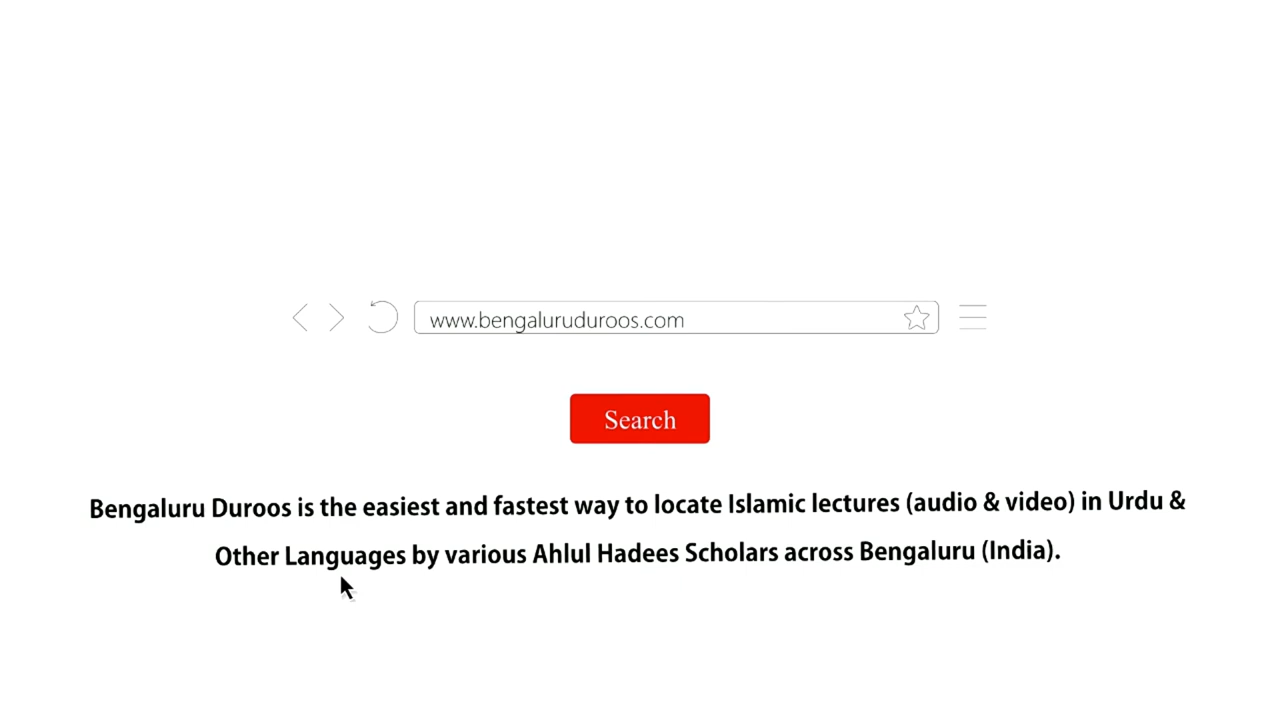 www.bengaluruduroos.com
Search
Bengaluru Duroos is the easiest and fastest way to locate Islamic lectures (audio & video) in Urdu &
Other Languages by various Ahlul Hadees Scholars across Bengaluru (India).